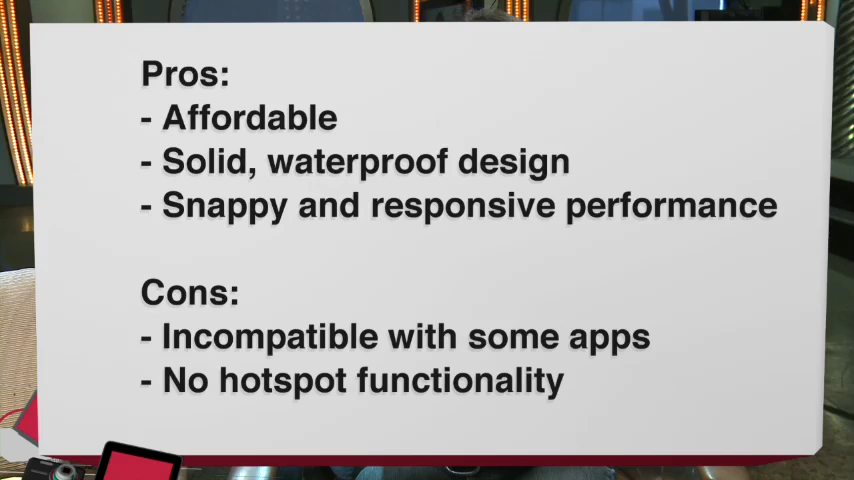 Pros:
- Affordable
- Solid, waterproof design
- Snappy and responsive performance
Cons:
- Incompatible with some apps
- No hotspot functionality